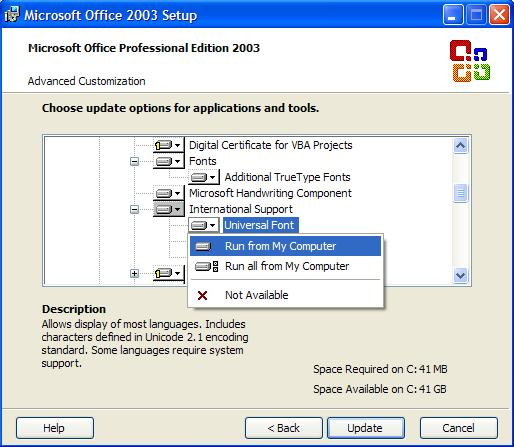 Microsoft Office 2003 Setup
Microsoft Office Professional Edition 2003
Advanced Customization
Choose update options for applications and tools.
Digital Certificate for VBA Projects
Fonts
Additional TrueType Fonts
Microsoft Handwriting Component
International Support
Universal Font
Run from My Computer
Run all from My Computer
Not Available
Description
Allows display of most languages. Includes
characters defined in Unicode 2.1 encoding
standard. Some languages require system
support.
Space Required on C: 41 MB
Space Available on C: 41 GB
Help
< Back
Update
Cancel